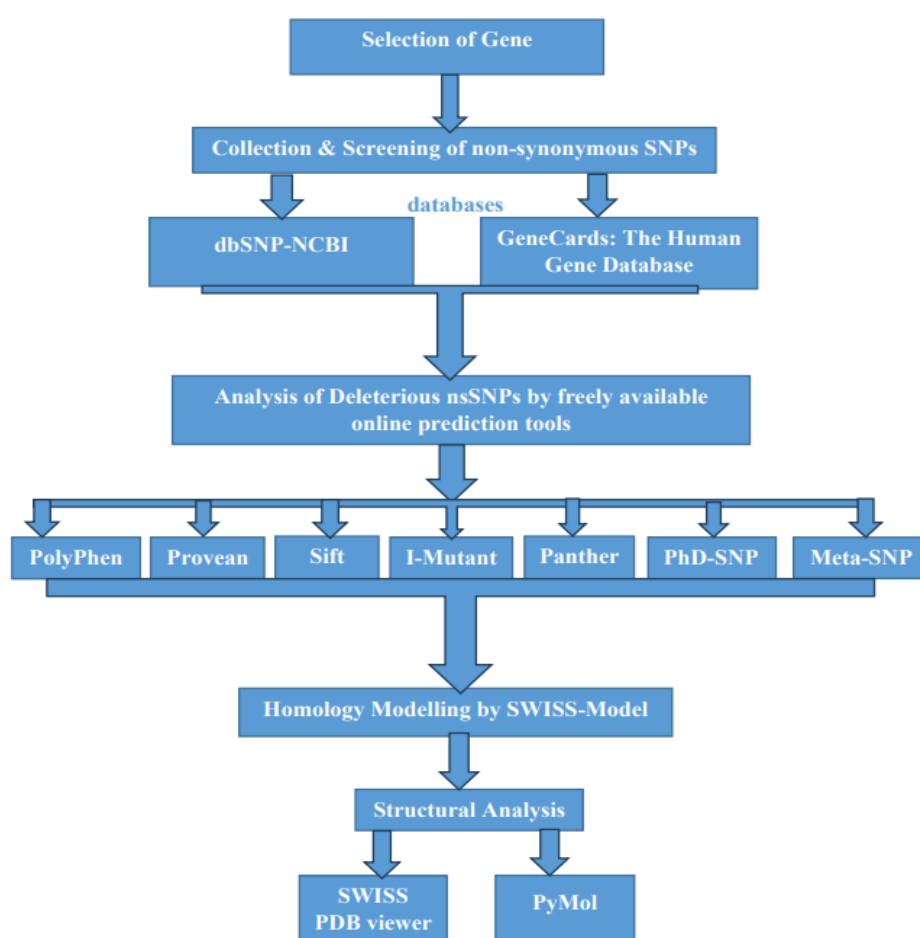 Selection of Gene
Collection & Screening of non-synonymous SNPs
databases
dbSNP-NCBI
GeneCards: The Human
Gene Database
Analysis of Deleterious nsSNPs by freely available
online prediction tools
PolyPhen
Provean
Sift
I-Mutant
Panther
PhD-SNP
Meta-SNP
Homology Modelling by SWISS-Model
Structural Analysis
SWISS
PDB viewer
PyMol